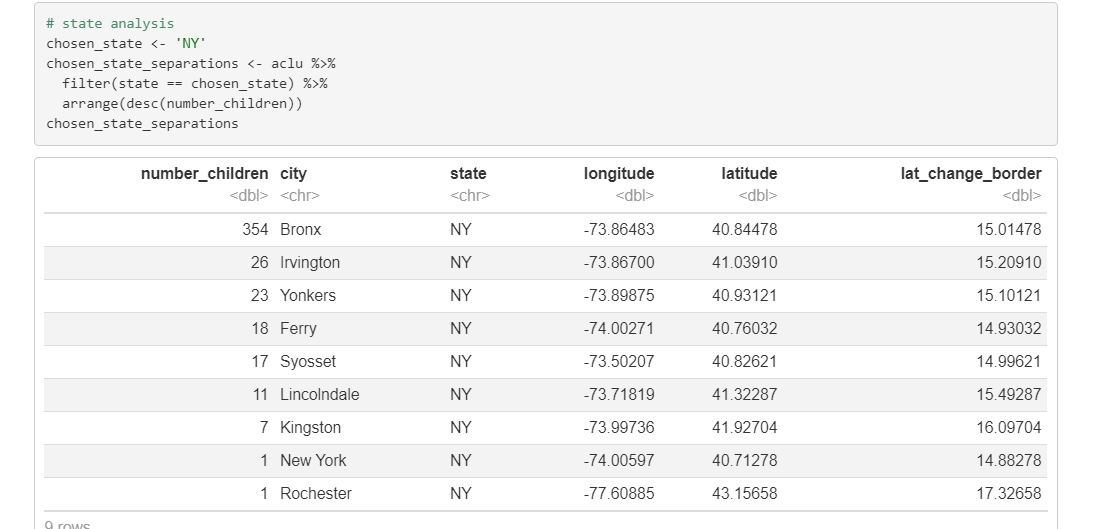 # state analysis
chosen_state <- 'NY'
chosen_state_separations <- aclu %>%
  filter(state == chosen_state) %>%
  arrange(desc(number_children))
chosen_state_separations
number_children city state longitude latitude lat_change_border
<dbl> <chr> <chr> <dbl> <dbl> <dbl>
354 Bronx NY -73.86483 40.84478 15.01478
26 Irvington NY -73.86700 41.03910 15.20910
23 Yonkers NY -73.89875 40.93121 15.10121
18 Ferry NY -74.00271 40.76032 14.93032
17 Syosset NY -73.50207 40.82621 14.99621
11 Lincolndale NY -73.71819 41.32287 15.49287
7 Kingston NY -73.99736 41.92704 16.09704
1 New York NY -74.00597 40.71278 14.88278
1 Rochester NY -77.60885 43.15658 17.32658
9 rows